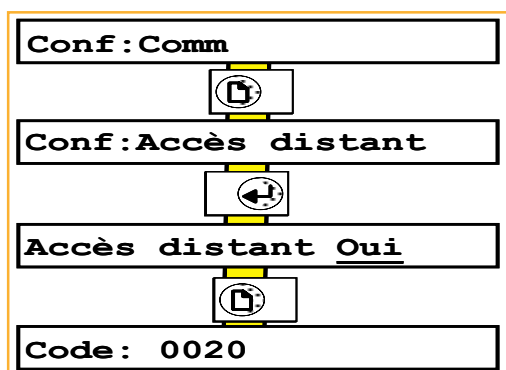 Conf:Comm
Conf:Accès distant
Accès distant Oui
Code: 0020